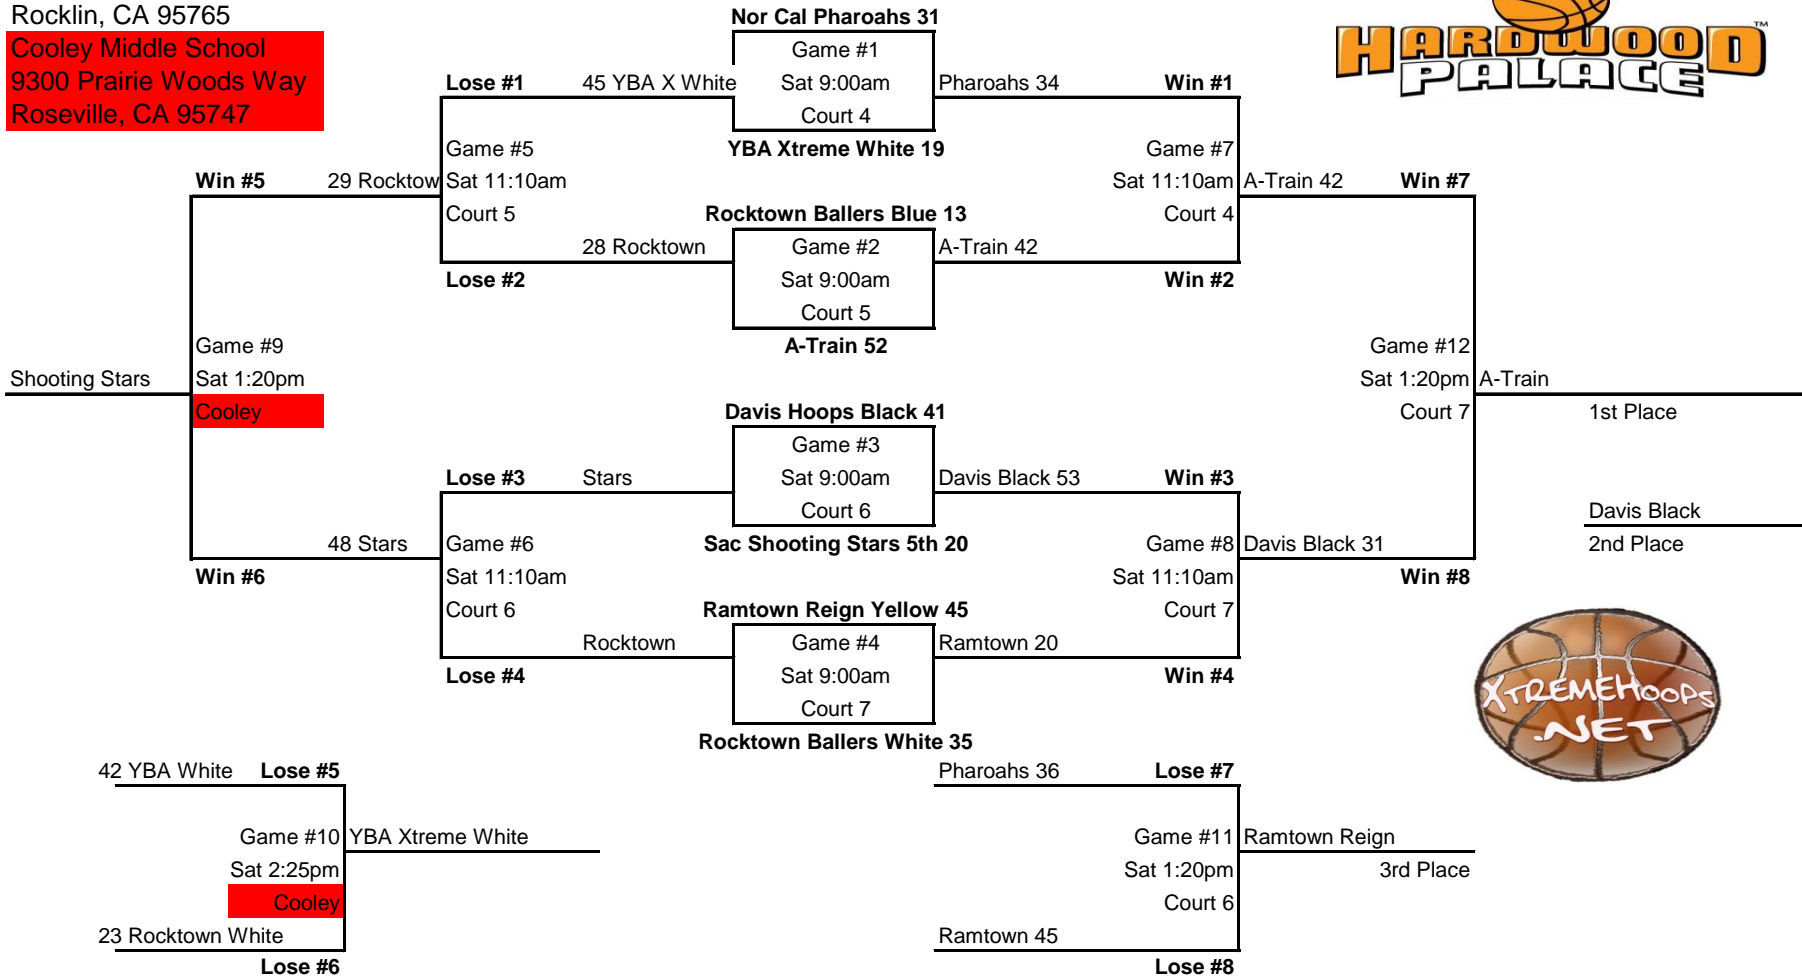 Rocklin, CA 95765
Cooley Middle School
9300 Prairie Woods Way
Roseville, CA 95747
HARDWOOD PALACE™
Nor Cal Pharoahs 31
Game #1
Lose #1 45 YBA X White Sat 9:00am Pharoahs 34 Win #1
Court 4
Game #5 YBA Xtreme White 19 Game #7
Win #5 29 Rocktow Sat 11:10am Sat 11:10am A-Train 42 Win #7
Court 5 Rocktown Ballers Blue 13 Court 4
28 Rocktown Game #2 A-Train 42
Lose #2 Sat 9:00am Win #2
Court 5
Game #9 A-Train 52 Game #12
Shooting Stars Sat 1:20pm Sat 1:20pm A-Train
Cooley Davis Hoops Black 41 Court 7 1st Place
Game #3
Lose #3 Stars Sat 9:00am Davis Black 53 Win #3
Court 6 Davis Black
48 Stars Game #6 Sac Shooting Stars 5th 20 Game #8 Davis Black 31 2nd Place
Win #6 Sat 11:10am Sat 11:10am Win #8
Court 6 Ramtown Reign Yellow 45 Court 7
Rocktown Game #4 Ramtown 20
Lose #4 Sat 9:00am Win #4
Court 7
Rocktown Ballers White 35
XTREMEHOOPS
.NET
42 YBA White Lose #5 Pharoahs 36 Lose #7
Game #10 YBA Xtreme White Game #11 Ramtown Reign
Sat 2:25pm Sat 1:20pm 3rd Place
Cooley Court 6
23 Rocktown White Ramtown 45
Lose #6 Lose #8